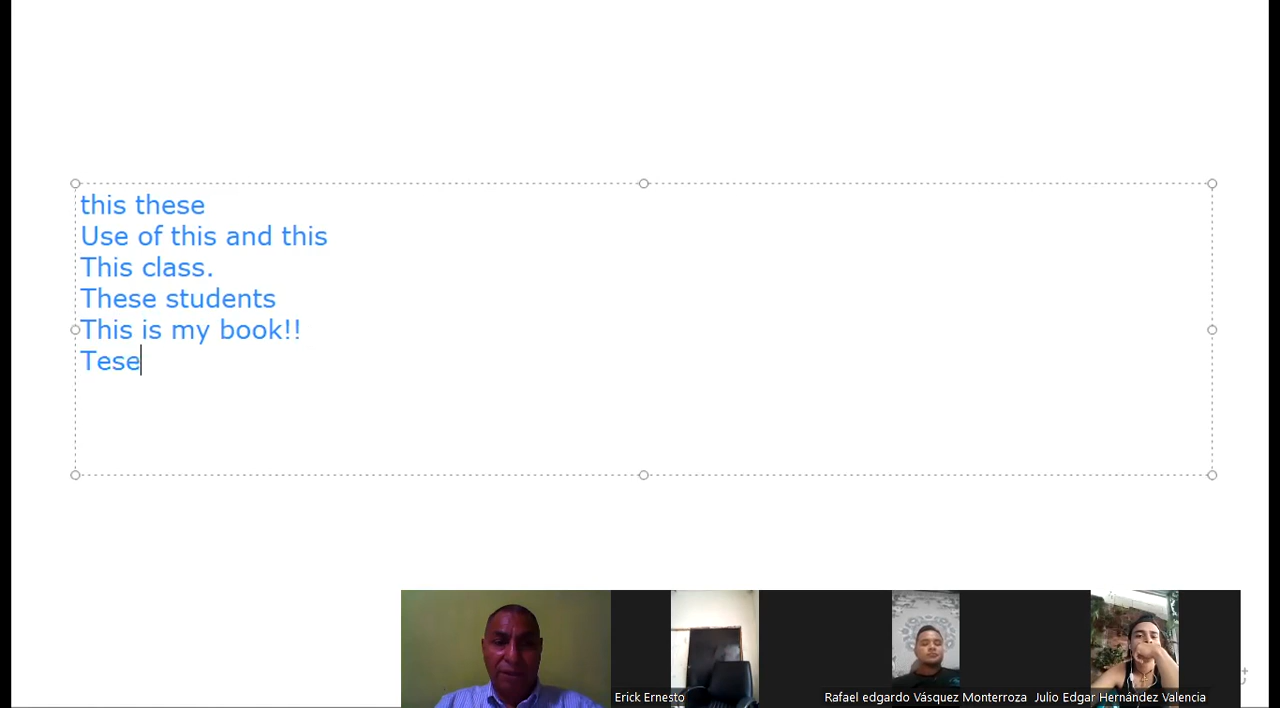 this these
Use of this and this
This class.
These students
This is my book!!
Tese
Erick Ernesto
Rafael edgardo Vásquez Monterroza
Julio Edgar Hernández Valencia